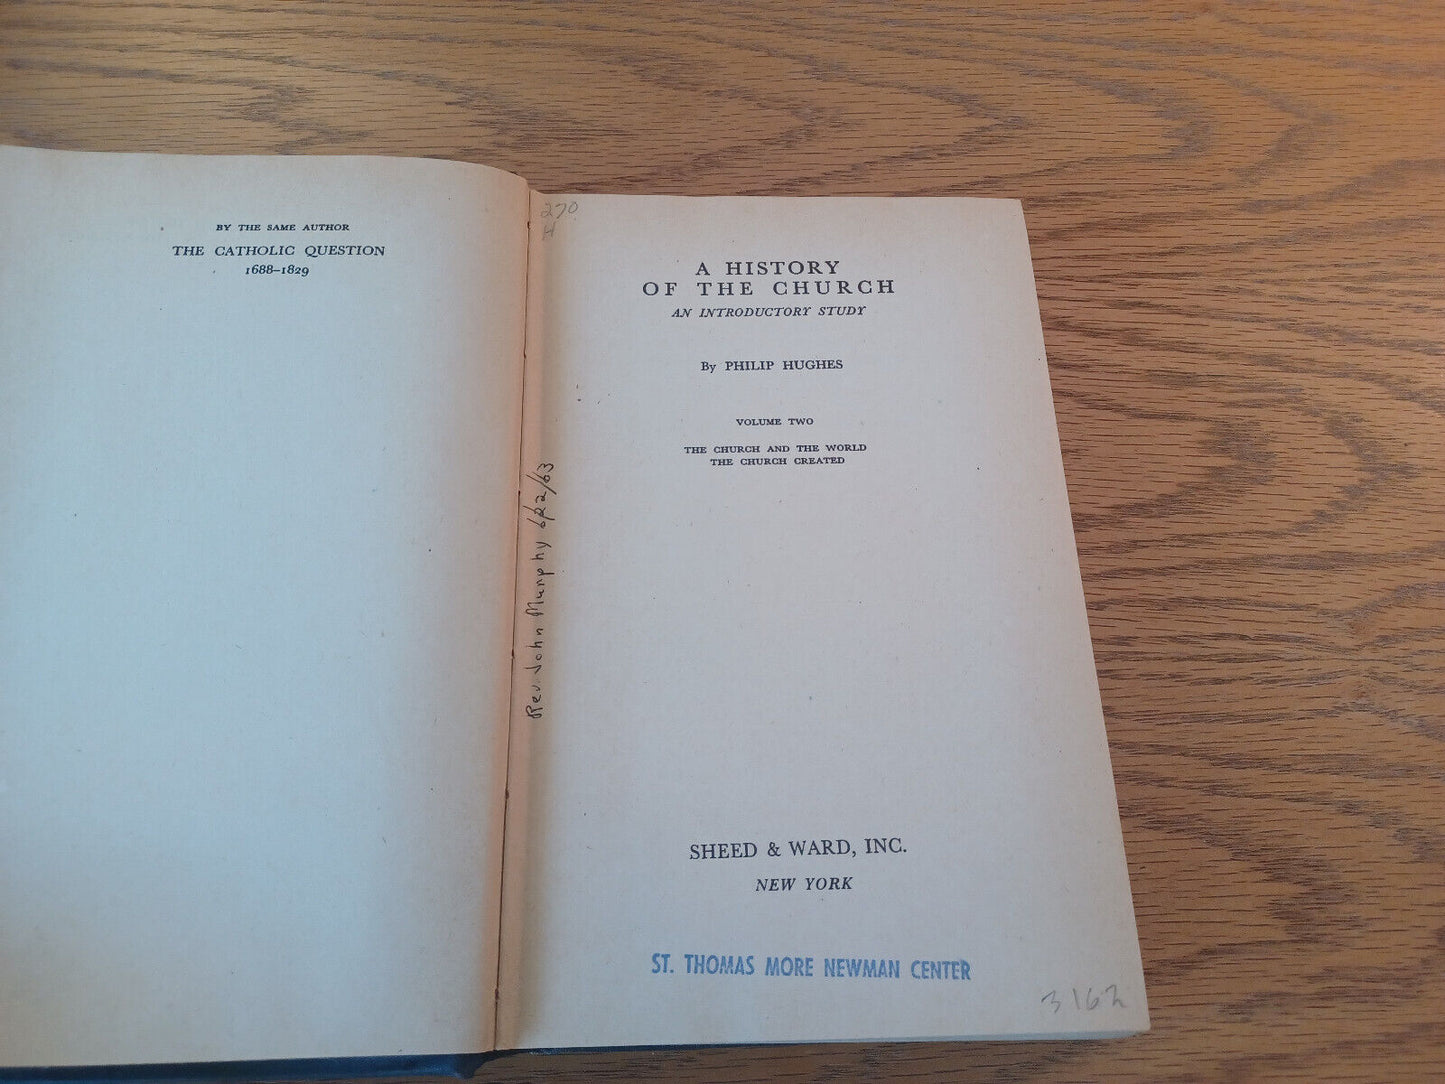 BY THE SAME AUTHOR
THE CATHOLIC QUESTION
1688–1829
270
H
A HISTORY
OF THE CHURCH
AN INTRODUCTORY STUDY
By PHILIP HUGHES
VOLUME TWO
THE CHURCH AND THE WORLD
THE CHURCH CREATED
Rev. John Murphy 6/22/63
SHEED & WARD, INC.
NEW YORK
ST. THOMAS MORE NEWMAN CENTER
3162